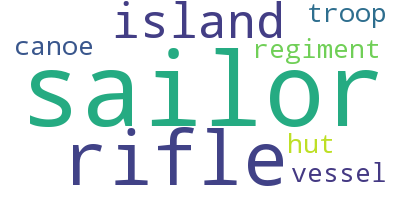 island troop
canoe regiment
sailor
rifle hut
vessel